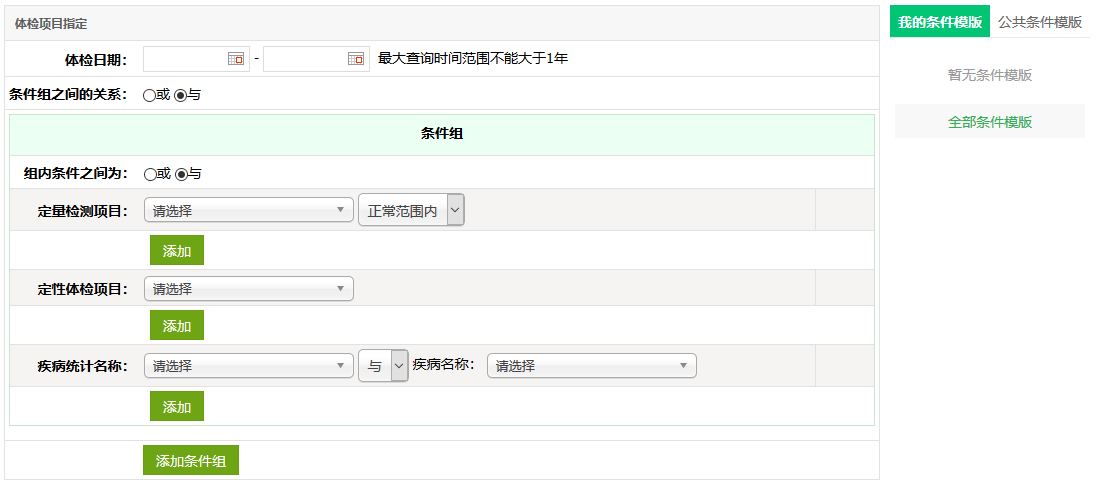 体检项目指定
体检日期： - 最大查询时间范围不能大于1年
条件组之间的关系： 或 与
条件组
组内条件之间为： 或 与
定量检测项目： 请选择 正常范围内
添加
定性体检项目： 请选择
添加
疾病统计名称： 请选择 与 疾病名称： 请选择
添加
添加条件组
我的条件模版 公共条件模版
暂无条件模版
全部条件模版